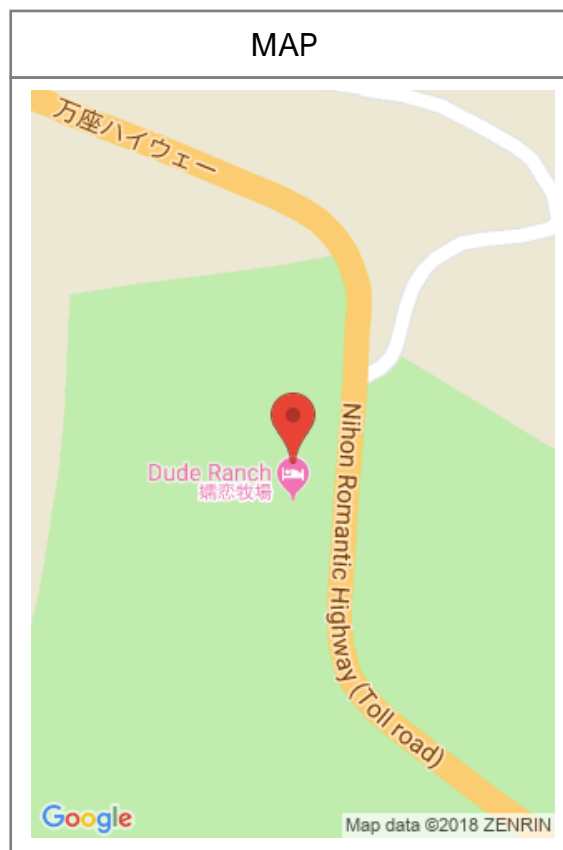 MAP
万座ハイウェー
Dude Ranch
嬬恋牧場
Nihon Romantic Highway (Toll road)
Google
Map data ©2018 ZENRIN